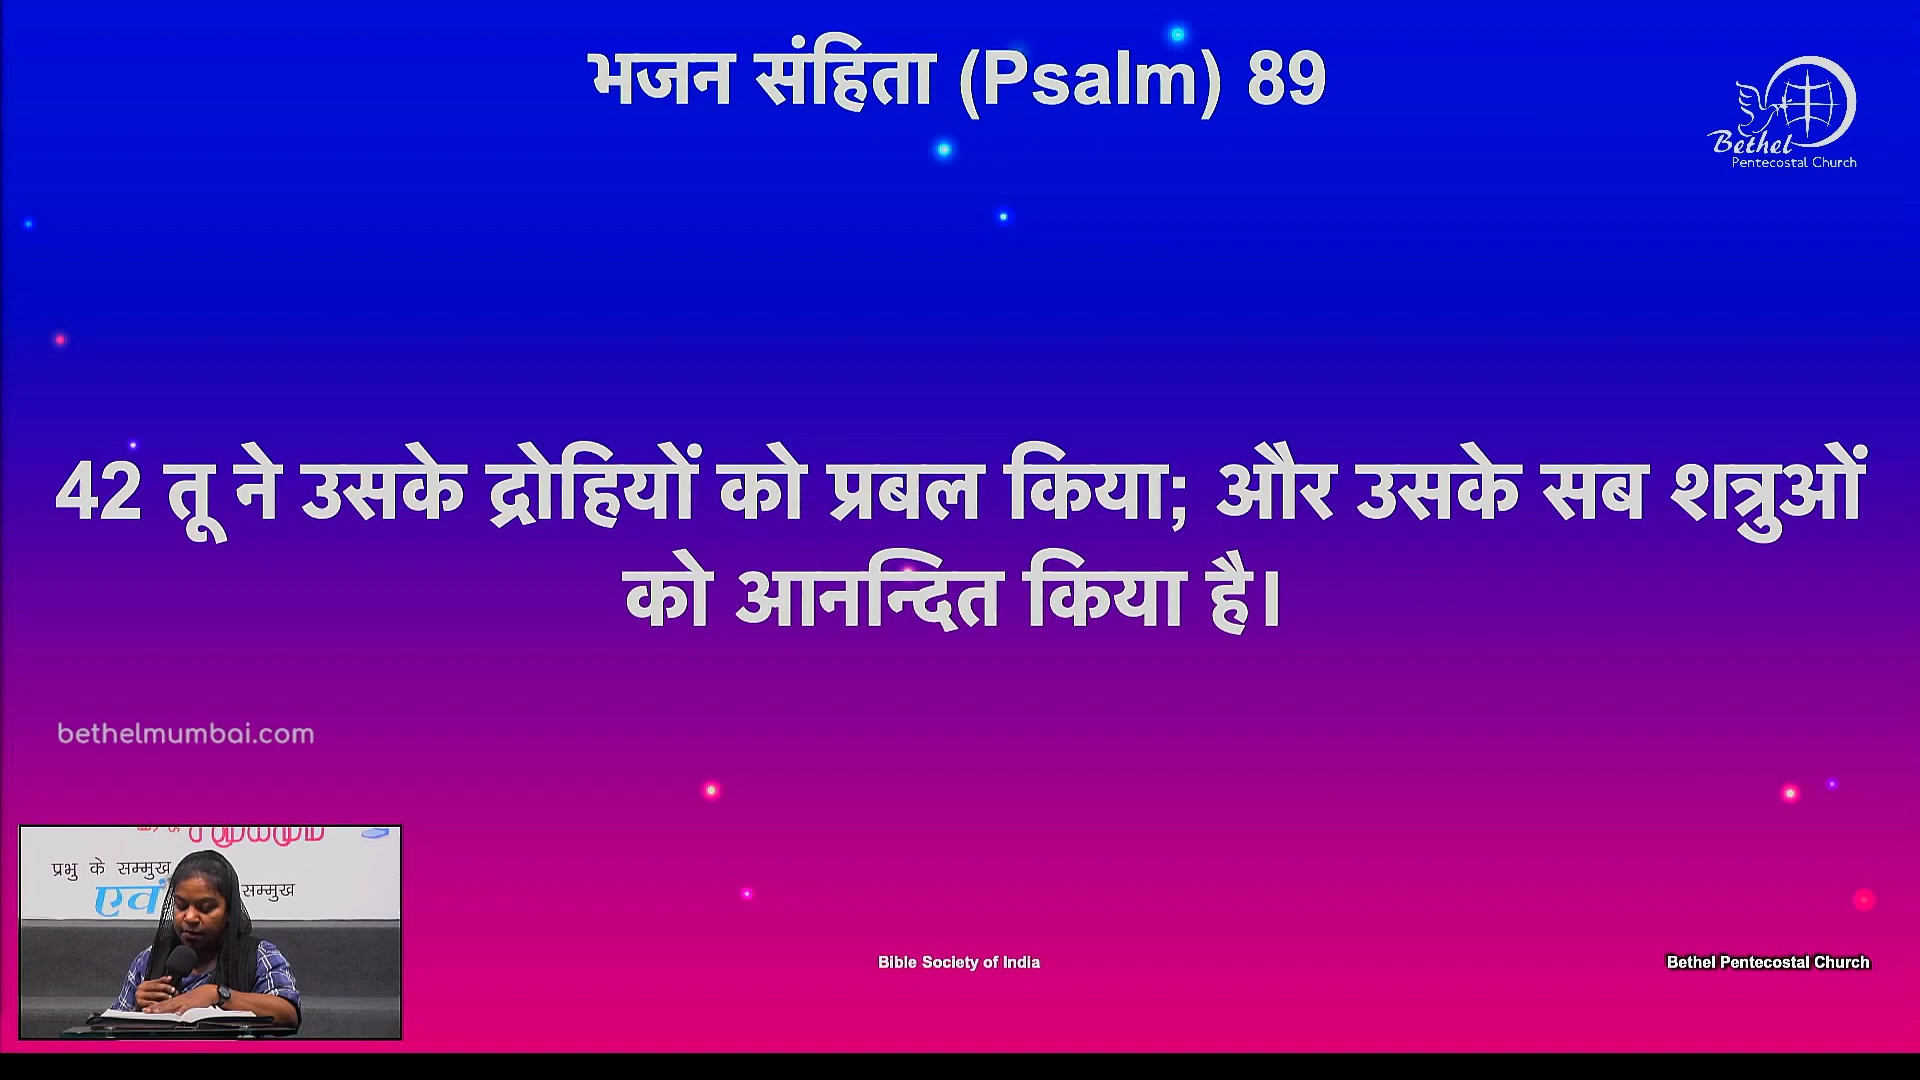 भजन संहिता (Psalm) 89
Bethel
Pentecostal Church
42 तू ने उसके द्रोहियों को प्रबल किया; और उसके सब शत्रुओं
को आनन्दित किया है।
bethelmumbai.com
प्रभु के सम्मुख
एवं सम्मुख
Bible Society of India
Bethel Pentecostal Church